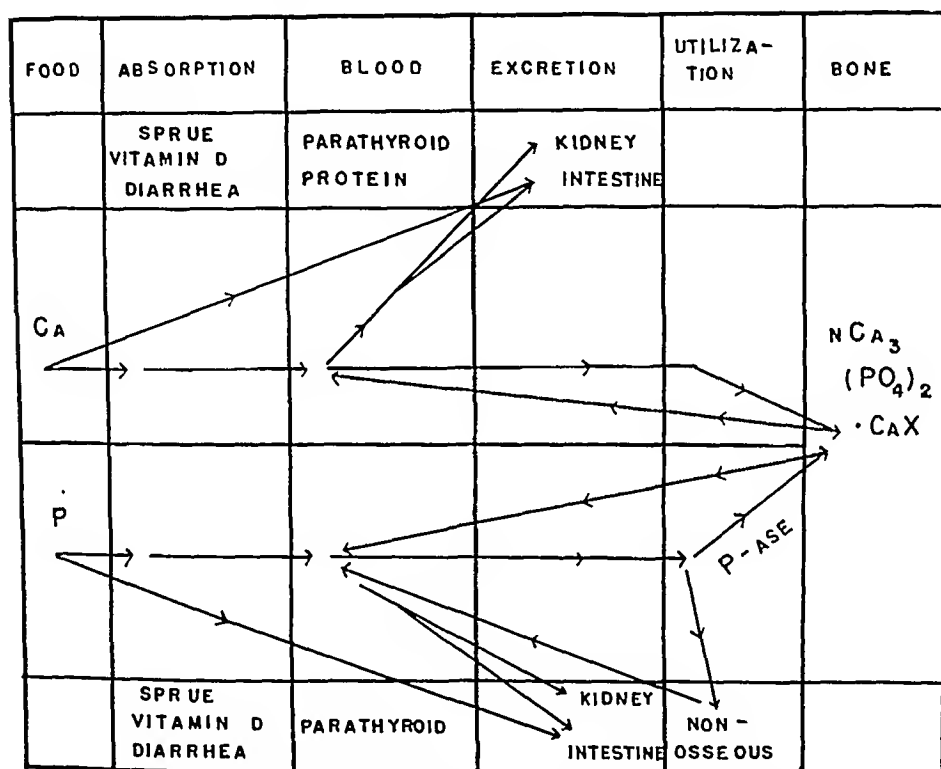 FOOD ABSORPTION BLOOD EXCRETION UTILIZA-
TION BONE
SPRUE
VITAMIN D
DIARRHEA
PARATHYROID
PROTEIN
KIDNEY
INTESTINE
CA
NCA3
(PO4)2
· CAX
P
P-ASE
SPRUE
VITAMIN D
DIARRHEA
PARATHYROID
KIDNEY
INTESTINE
NON-
OSSEOUS